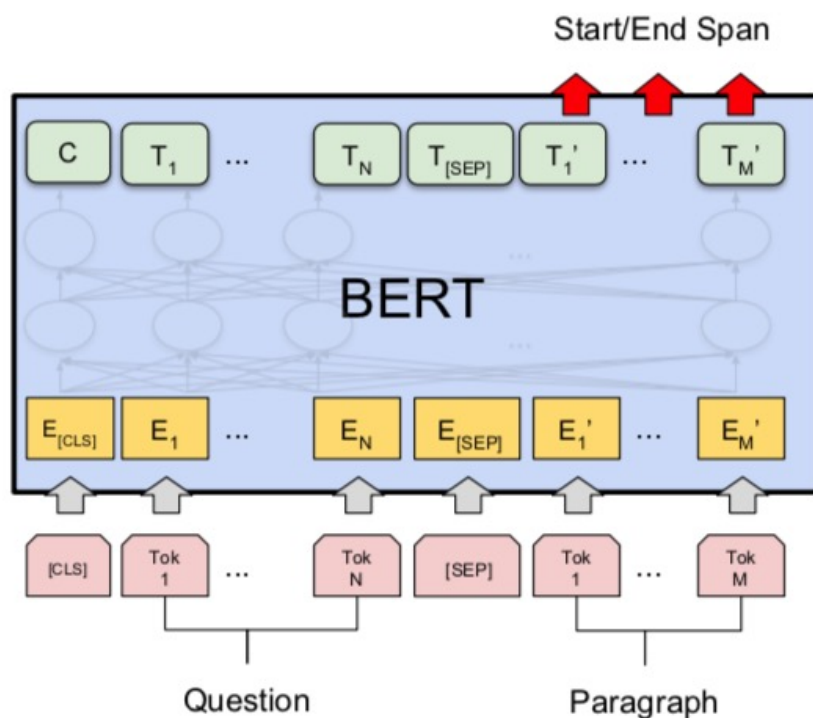 Start/End Span
C T1 ... TN T[SEP] T1' ... TM'
...
BERT
...
E[CLS] E1 ... EN E[SEP] E1' ... EM'
[CLS] Tok 1 ... Tok N [SEP] Tok 1 ... Tok M
Question Paragraph